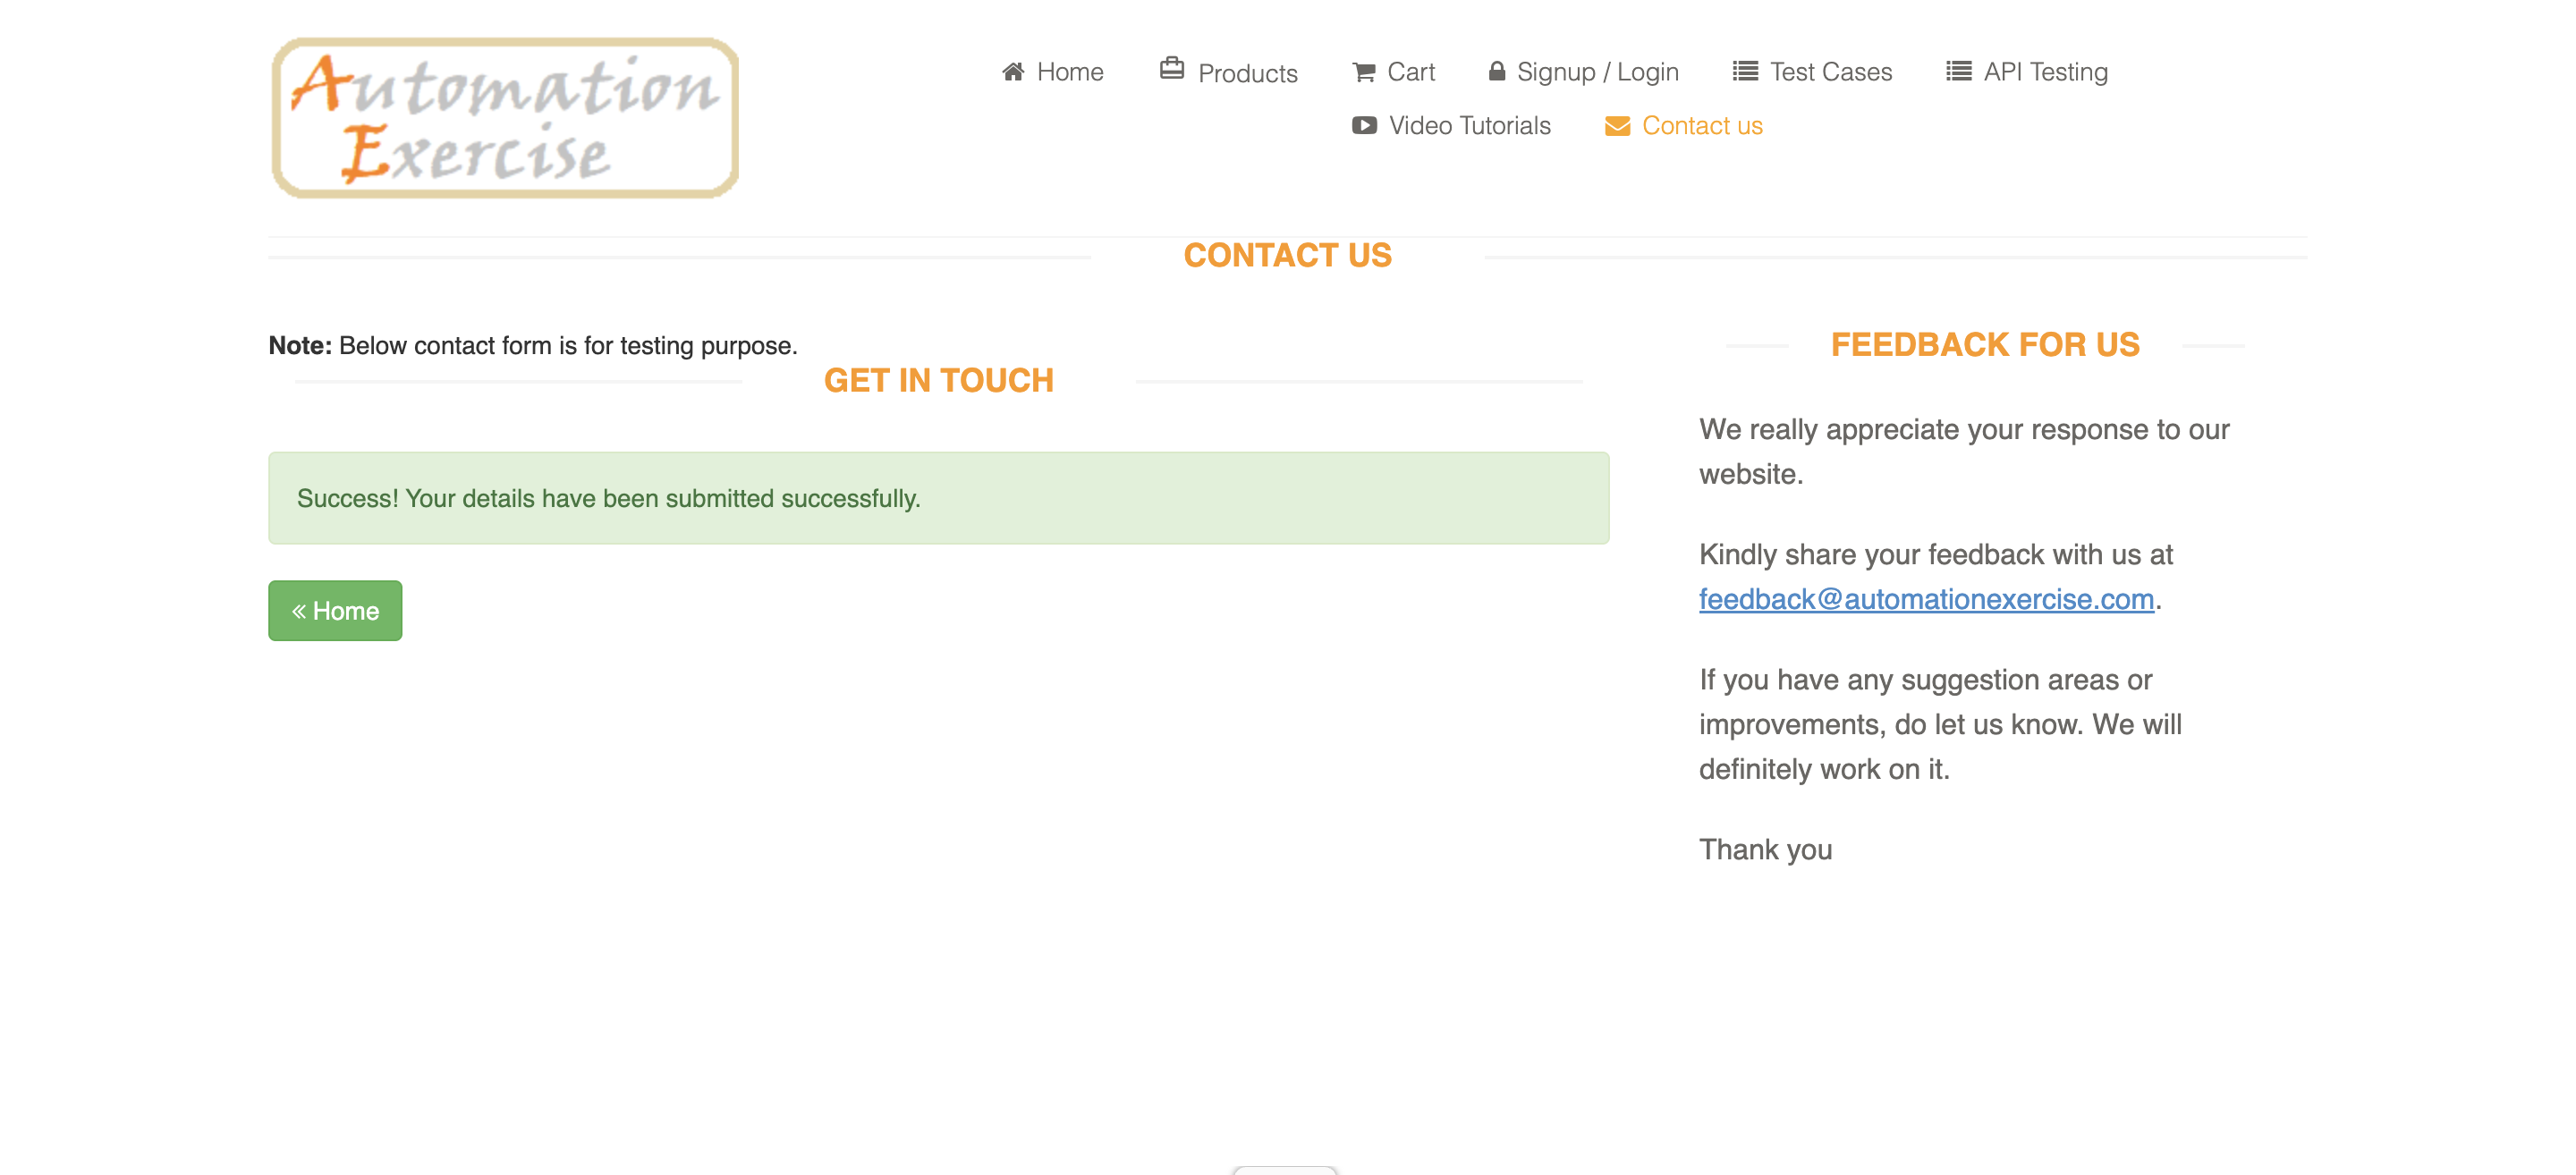 Automation
Exercise
Home
Products
Cart
Signup / Login
Test Cases
API Testing
Video Tutorials
Contact us
CONTACT US
Note: Below contact form is for testing purpose.
GET IN TOUCH
Success! Your details have been submitted successfully.
« Home
FEEDBACK FOR US
We really appreciate your response to our
website.
Kindly share your feedback with us at
feedback@automationexercise.com.
If you have any suggestion areas or
improvements, do let us know. We will
definitely work on it.
Thank you